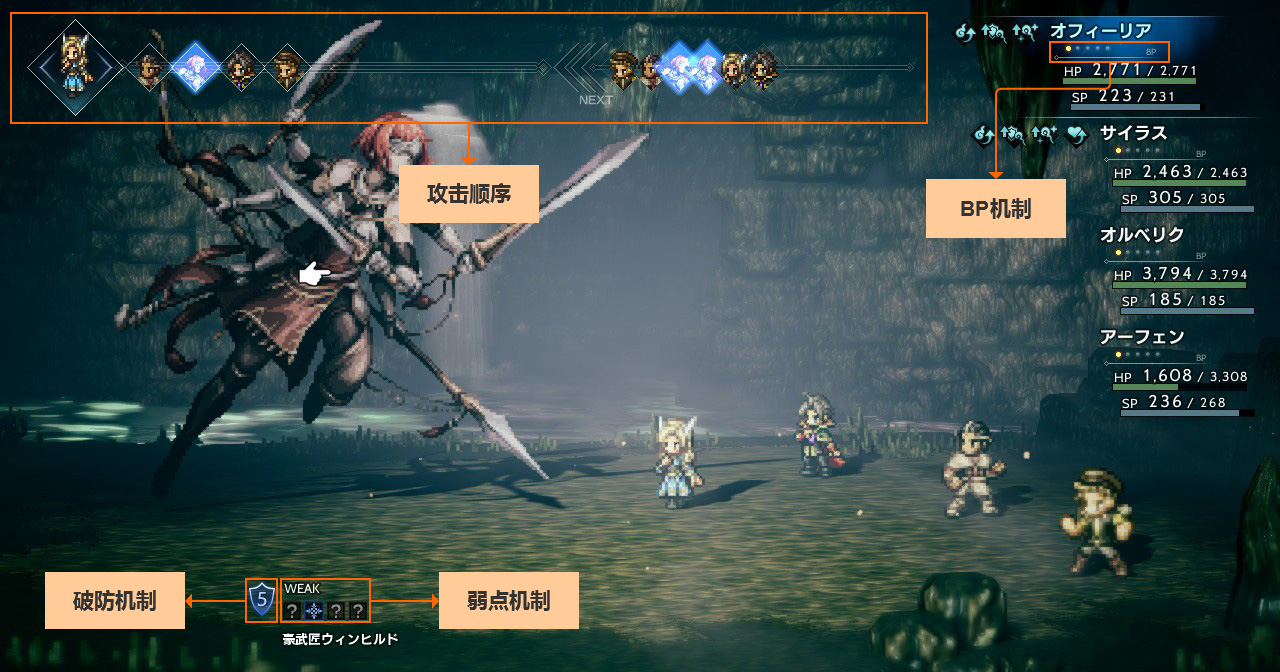 NEXT
攻击顺序
オフィーリア
BP
HP 2,771 / 2,771
SP 223 / 231
サイラス
BP
HP 2,463 / 2,463
SP 305 / 305
BP机制
オルベリク
BP
HP 3,794 / 3,794
SP 185 / 185
アーフェン
BP
HP 1,608 / 3,308
SP 236 / 268
破防机制
5
WEAK
? ? ?
豪武匠ウィンヒルド
弱点机制